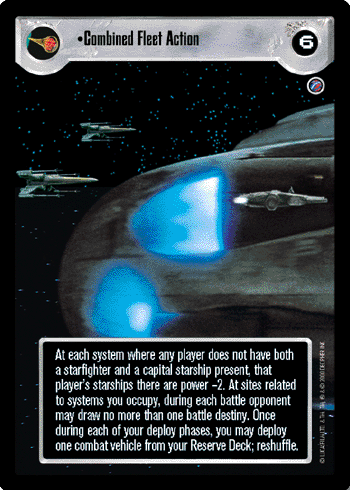 •Combined Fleet Action
6
At each system where any player does not have both
a starfighter and a capital starship present, that
player's starships there are power –2. At sites related
to systems you occupy, during each battle opponent
may draw no more than one battle destiny. Once
during each of your deploy phases, you may deploy
one combat vehicle from your Reserve Deck; reshuffle.